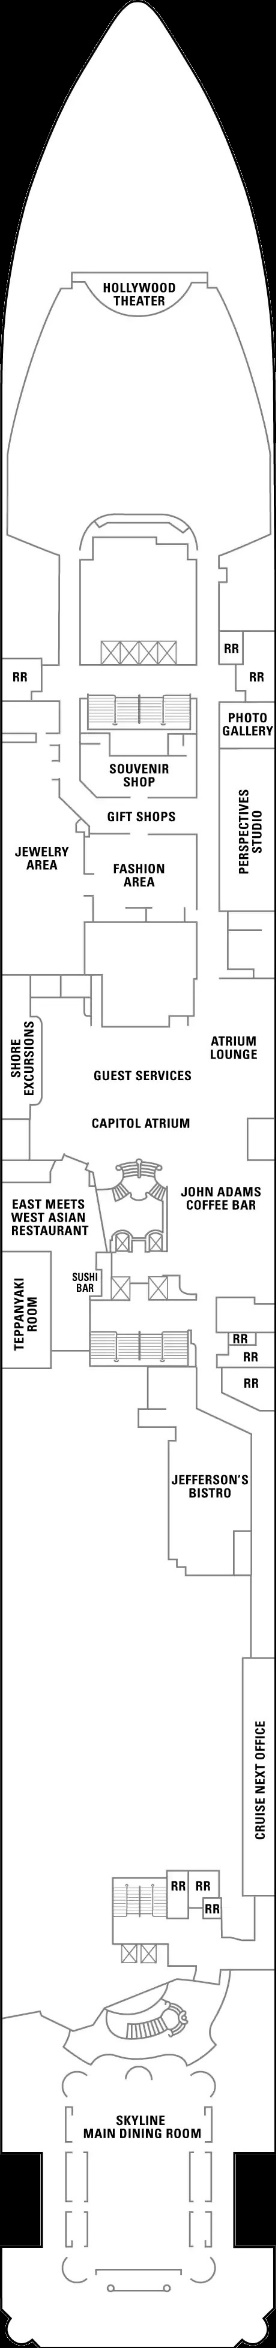 HOLLYWOOD
THEATER
RR
RR
RR
PHOTO
GALLERY
SOUVENIR
SHOP
GIFT SHOPS
PERSPECTIVES
STUDIO
JEWELRY
AREA
FASHION
AREA
SHORE
EXCURSIONS
ATRIUM
LOUNGE
GUEST SERVICES
CAPITOL ATRIUM
EAST MEETS
WEST ASIAN
RESTAURANT
JOHN ADAMS
COFFEE BAR
TEPPANYAKI
ROOM
SUSHI
BAR
RR
RR
RR
JEFFERSON'S
BISTRO
CRUISE NEXT OFFICE
RR
RR
RR
SKYLINE
MAIN DINING ROOM